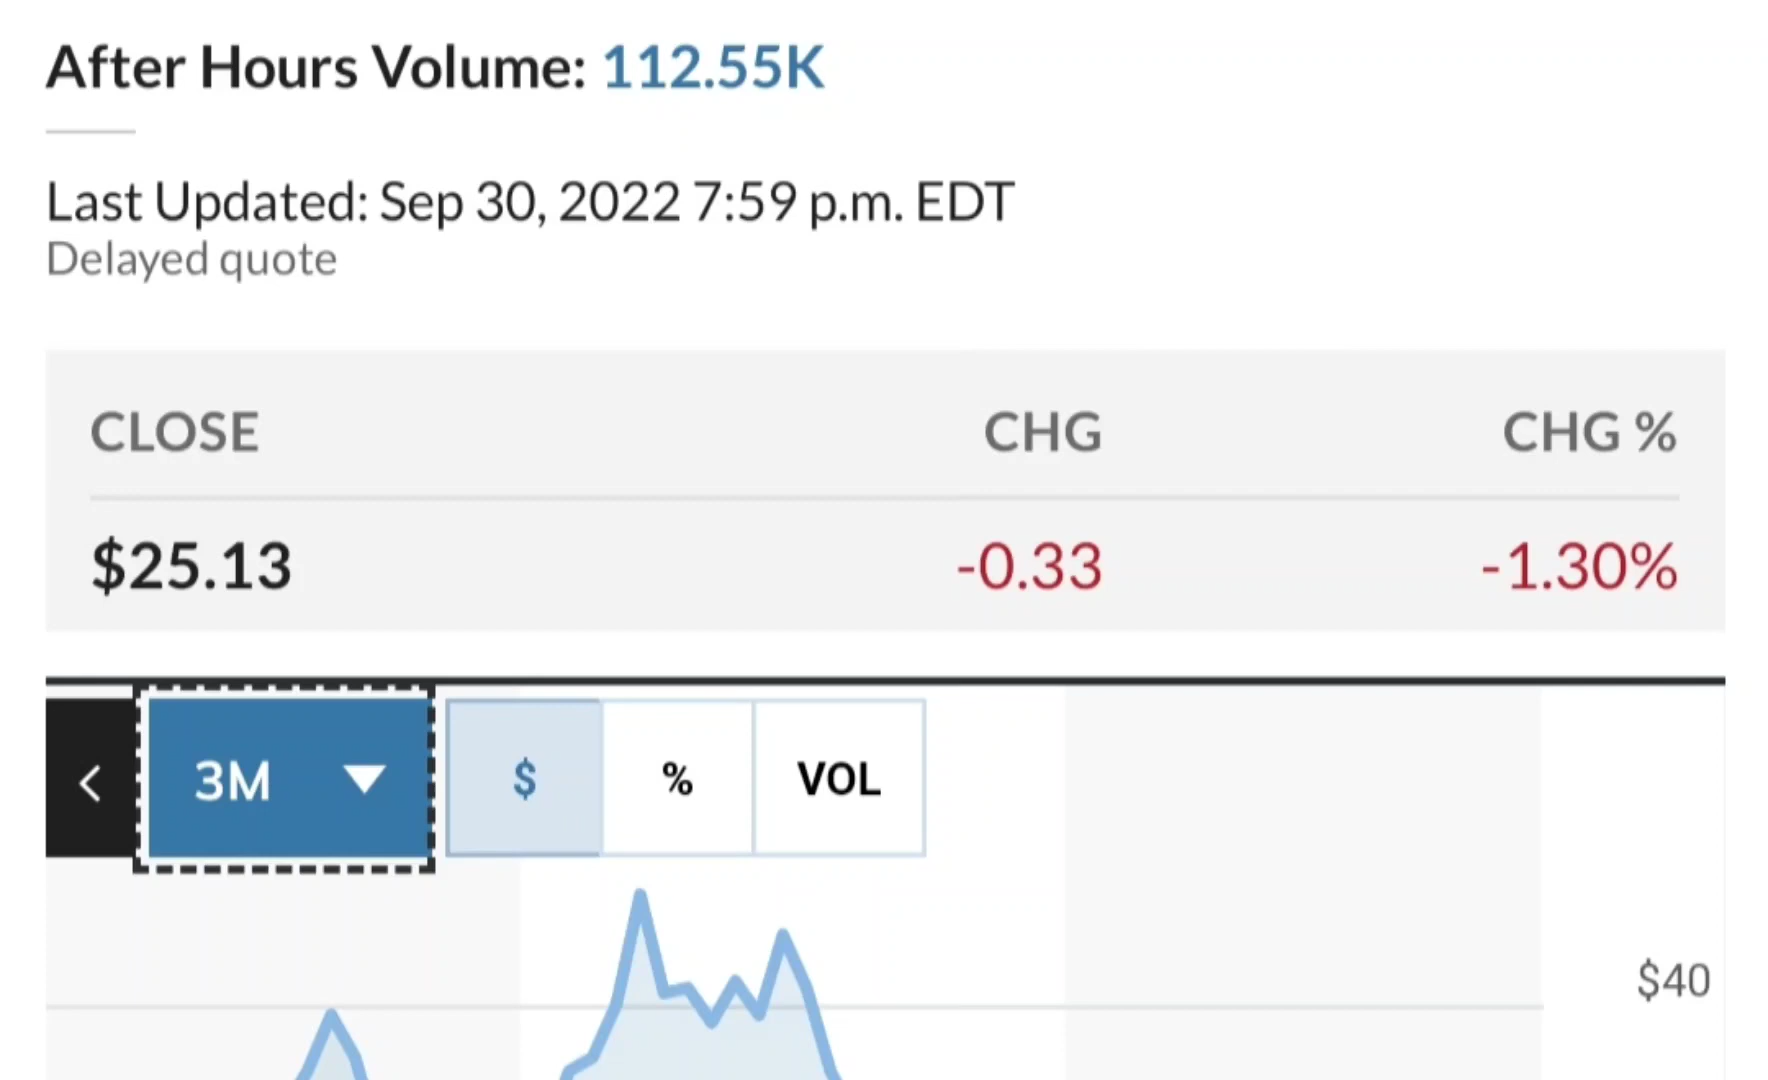 After Hours Volume: 112.55K
Last Updated: Sep 30, 2022 7:59 p.m. EDT
Delayed quote
CLOSE CHG CHG %
$25.13 -0.33 -1.30%
3M $ % VOL
$40